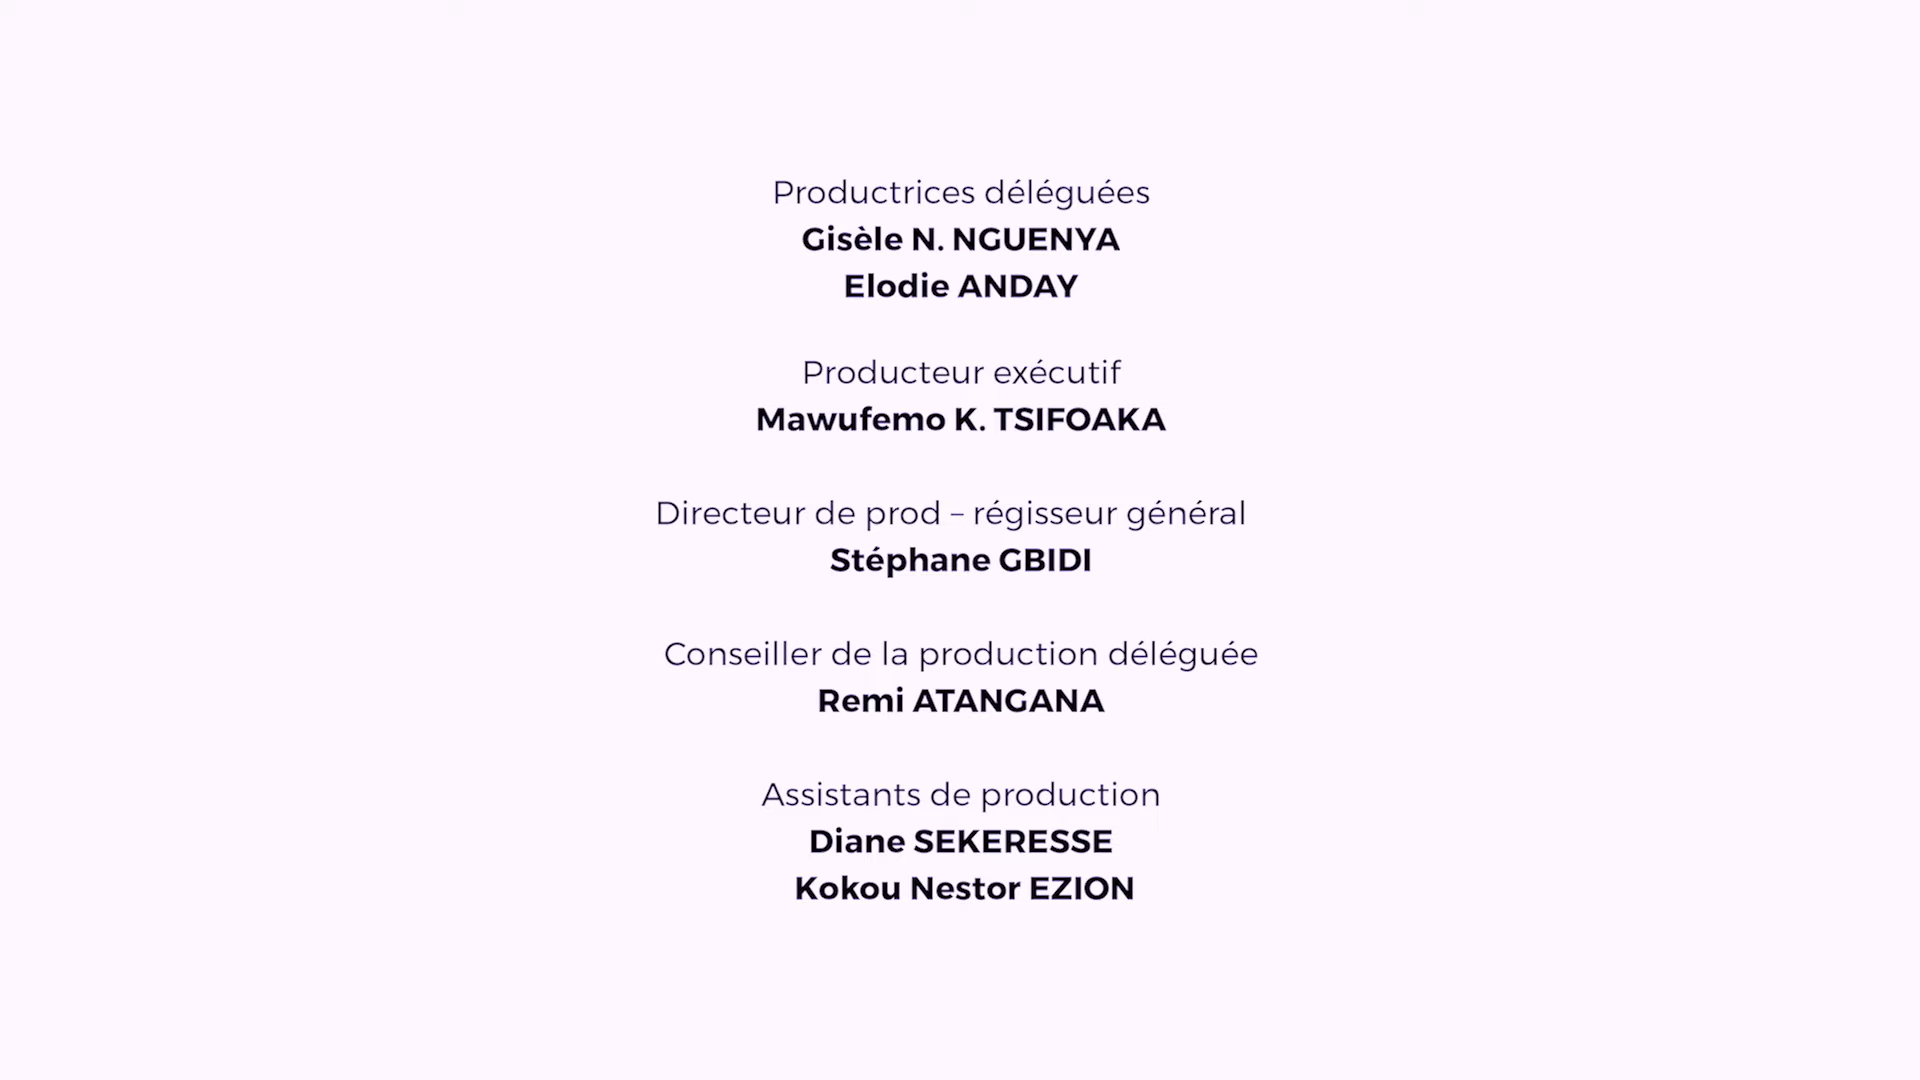 Productrices déléguées
Gisèle N. NGUENYA
Elodie ANDAY
Producteur exécutif
Mawufemo K. TSIFOAKA
Directeur de prod – régisseur général
Stéphane GBIDI
Conseiller de la production déléguée
Remi ATANGANA
Assistants de production
Diane SEKERESSE
Kokou Nestor EZION